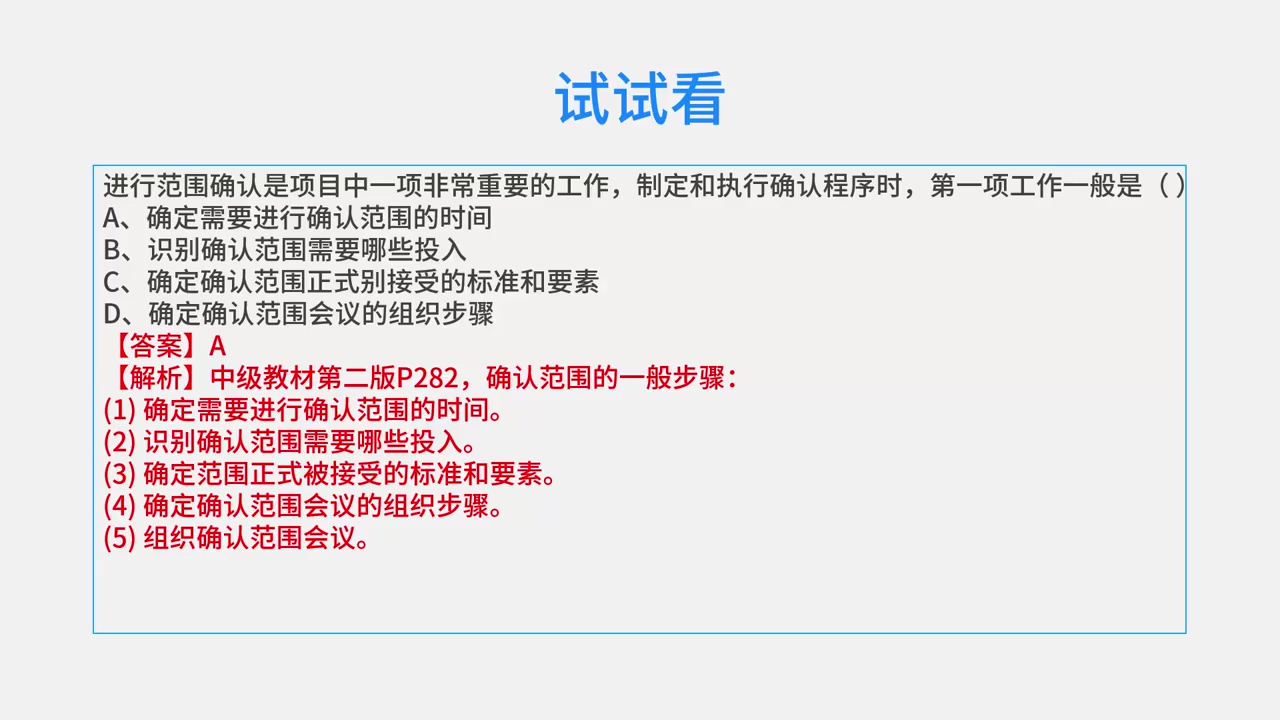 试试看
进行范围确认是项目中一项非常重要的工作，制定和执行确认程序时，第一项工作一般是（ ）
A、确定需要进行确认范围的时间
B、识别确认范围需要哪些投入
C、确定确认范围正式别接受的标准和要素
D、确定确认范围会议的组织步骤
【答案】A
【解析】中级教材第二版P282，确认范围的一般步骤：
(1) 确定需要进行确认范围的时间。
(2) 识别确认范围需要哪些投入。
(3) 确定范围正式被接受的标准和要素。
(4) 确定确认范围会议的组织步骤。
(5) 组织确认范围会议。